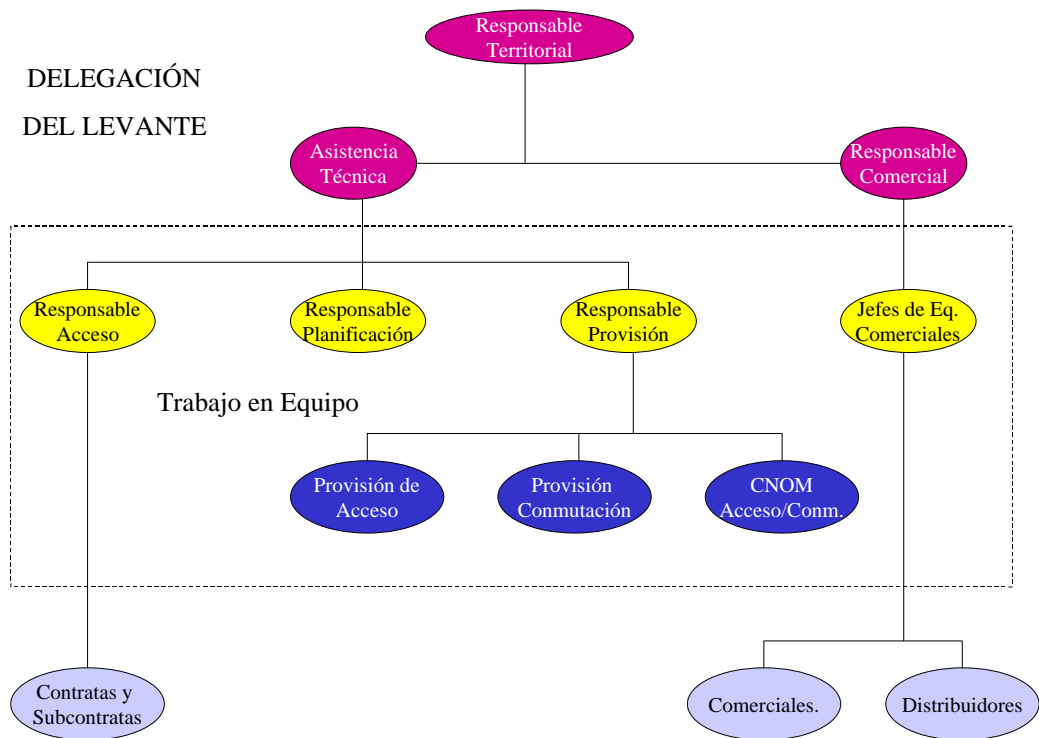 Responsable
Territorial
DELEGACIÓN
DEL LEVANTE
Asistencia
Técnica
Responsable
Comercial
Responsable
Acceso
Responsable
Planificación
Responsable
Provisión
Jefes de Eq.
Comerciales
Trabajo en Equipo
Provisión de
Acceso
Provisión
Conmutación
CNOM
Acceso/Conm.
Contratas y
Subcontratas
Comerciales.
Distribuidores